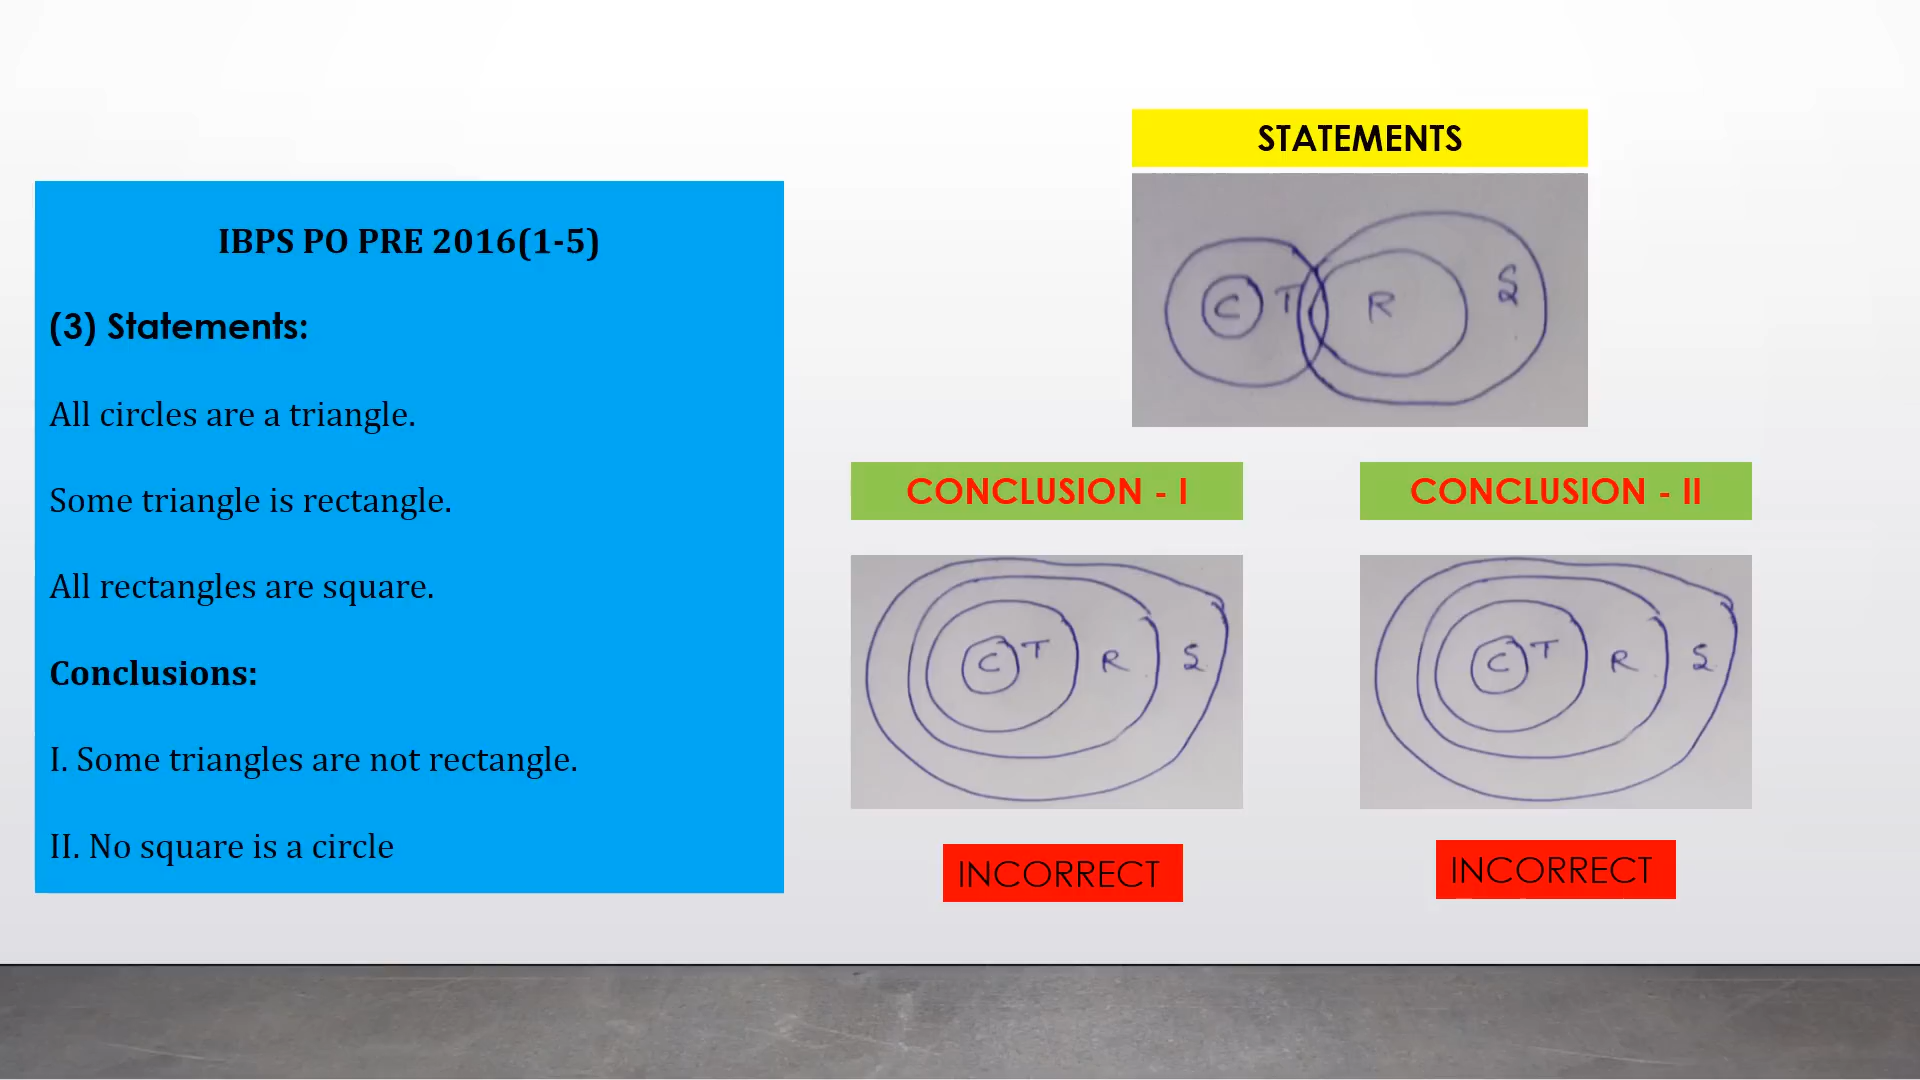 IBPS PO PRE 2016(1-5)
(3) Statements:
All circles are a triangle.
Some triangle is rectangle.
All rectangles are square.
Conclusions:
I. Some triangles are not rectangle.
II. No square is a circle
STATEMENTS
C T R S
CONCLUSION - I
C T R S
INCORRECT
CONCLUSION - II
C T R S
INCORRECT